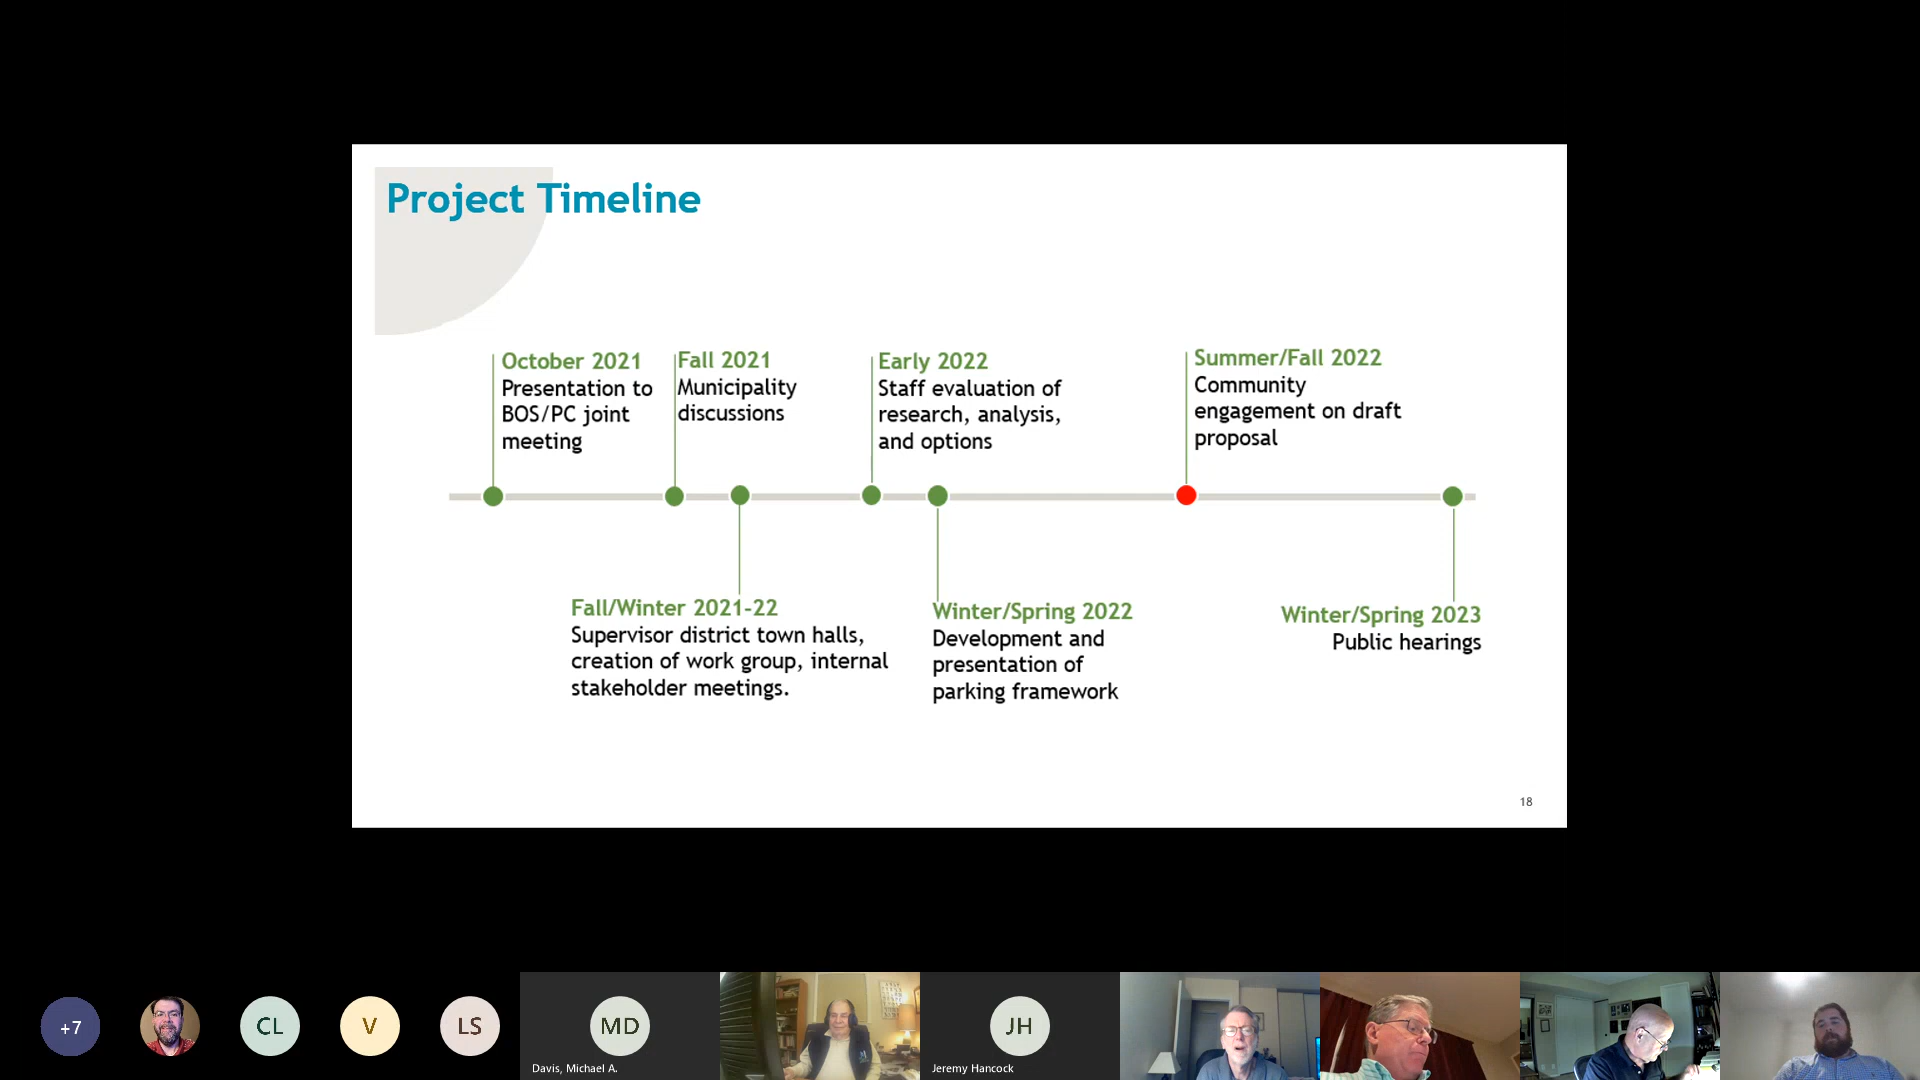 Project Timeline
October 2021
Presentation to
BOS/PC joint
meeting
Fall 2021
Municipality
discussions
Early 2022
Staff evaluation of
research, analysis,
and options
Summer/Fall 2022
Community
engagement on draft
proposal
Fall/Winter 2021-22
Supervisor district town halls,
creation of work group, internal
stakeholder meetings.
Winter/Spring 2022
Development and
presentation of
parking framework
Winter/Spring 2023
Public hearings
18
+7
CL
V
LS
MD
Davis, Michael A.
JH
Jeremy Hancock